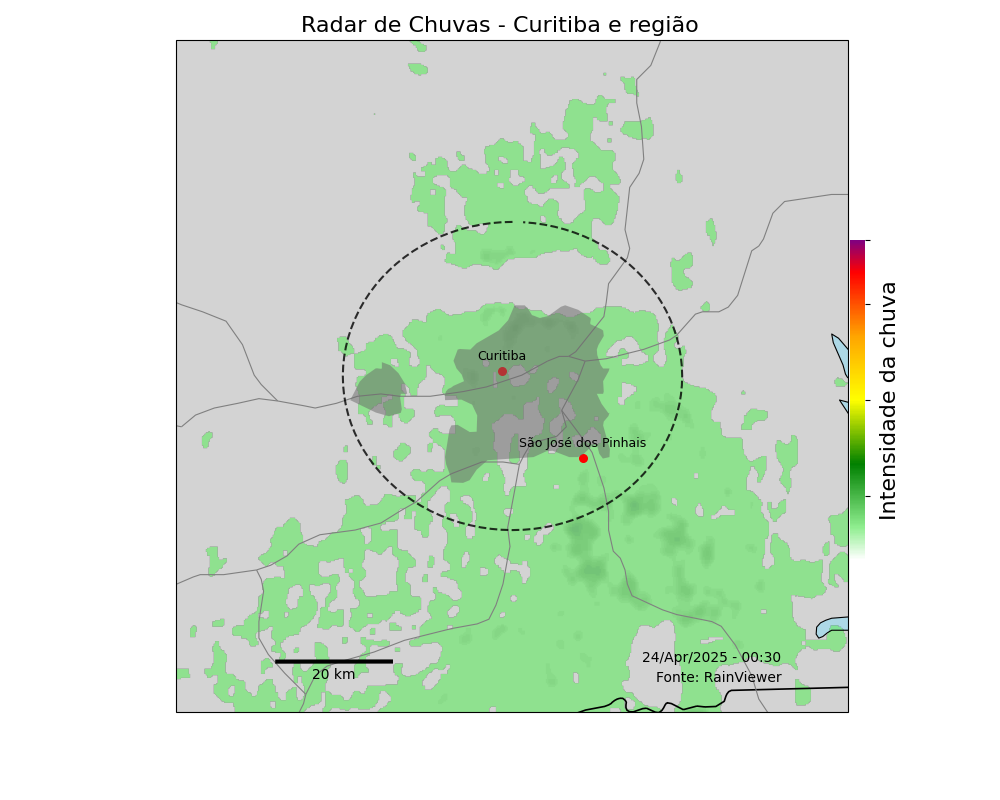 Radar de Chuvas - Curitiba e região
Curitiba
São José dos Pinhais
Intensidade da chuva
24/Apr/2025 - 00:30
Fonte: RainViewer
20 km